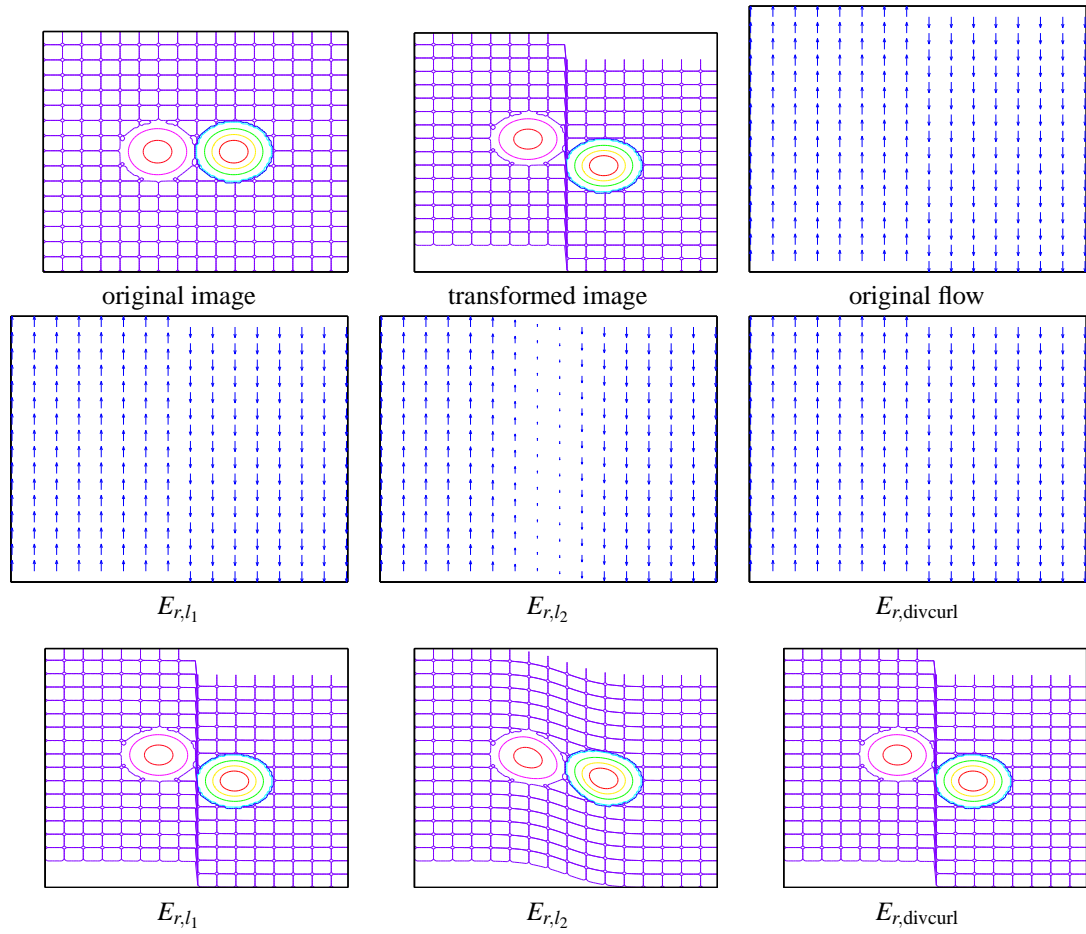 original image
transformed image
original flow
E_{r,l_1}
E_{r,l_2}
E_{r,divcurl}
E_{r,l_1}
E_{r,l_2}
E_{r,divcurl}